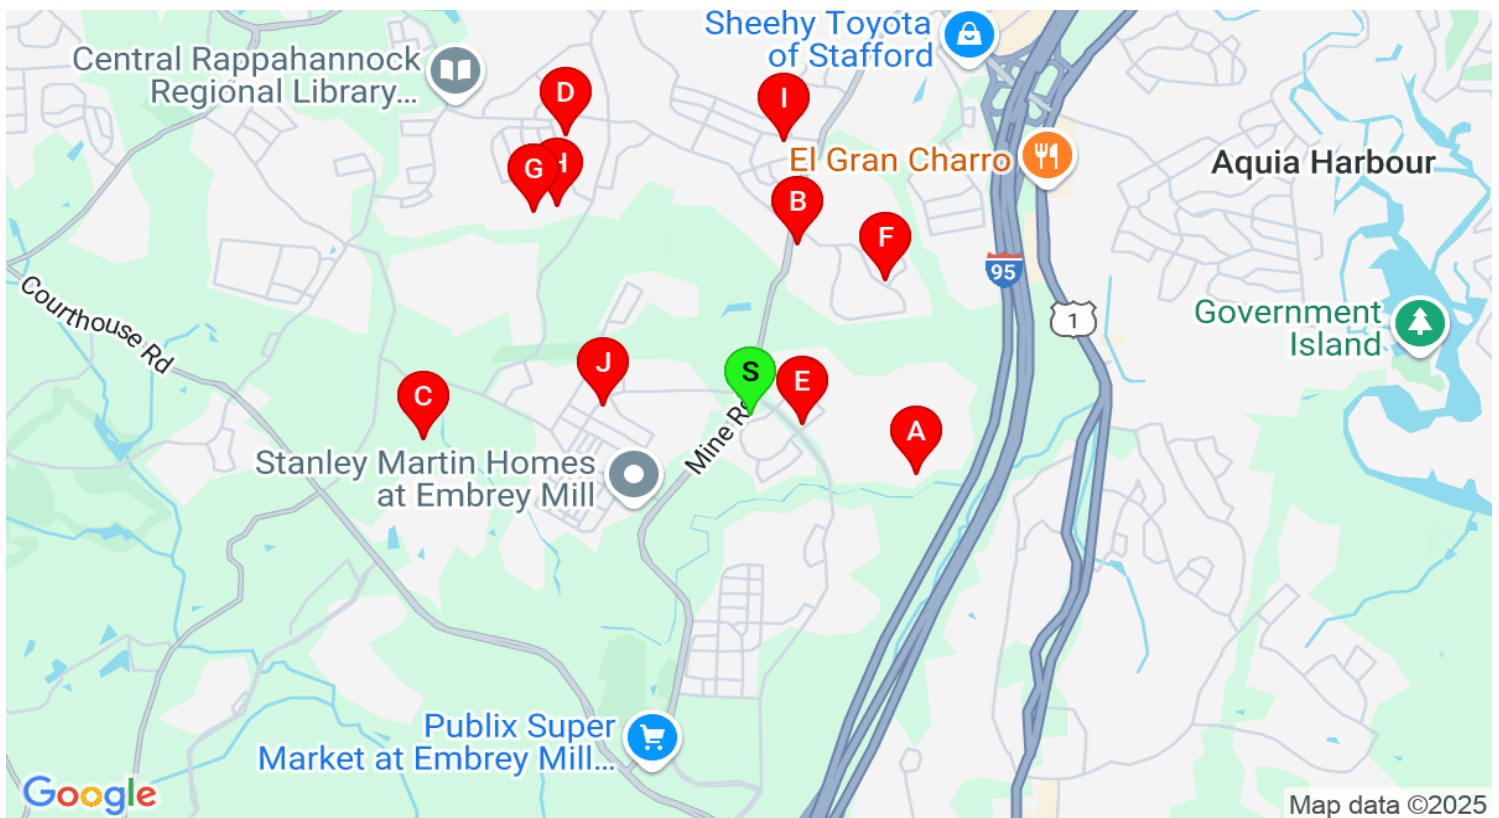 Sheehy Toyota
of Stafford
Central Rappahannock
Regional Library...
D
I
H
G
El Gran Charro
Aquia Harbour
B
F
95
Courthouse Rd
1
Government
Island
J
S
E
C
A
Mine Rd
Stanley Martin Homes
at Embrey Mill
Publix Super
Market at Embrey Mill...
Google
Map data ©2025